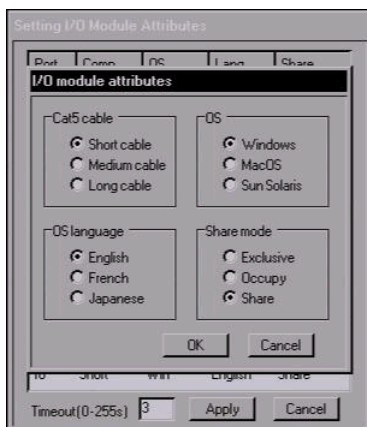 Setting I/O Module Attributes
Port Comp OS Lang Share
I/O module attributes
Cat5 cable
Short cable
Medium cable
Long cable
OS
Windows
MacOS
Sun Solaris
OS language
English
French
Japanese
Share mode
Exclusive
Occupy
Share
OK Cancel
16 Short Win English Share
Timeout(0-255s) 3 Apply Cancel